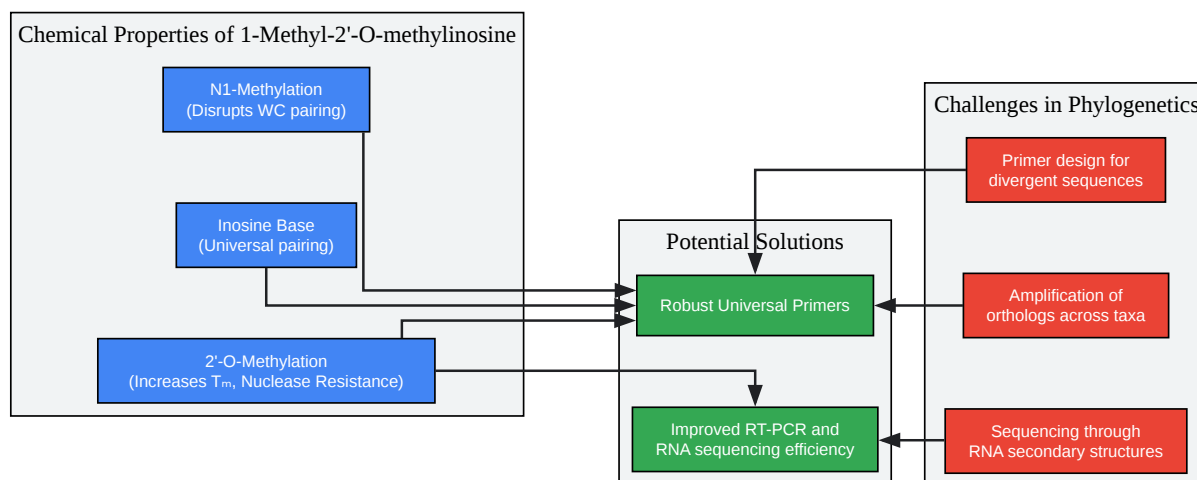 Chemical Properties of 1-Methyl-2'-O-methylinosine
N1-Methylation
(Disrupts WC pairing)
Inosine Base
(Universal pairing)
2'-O-Methylation
(Increases Tₘ, Nuclease Resistance)
Potential Solutions
Robust Universal Primers
Improved RT-PCR and
RNA sequencing efficiency
Challenges in Phylogenetics
Primer design for
divergent sequences
Amplification of
orthologs across taxa
Sequencing through
RNA secondary structures